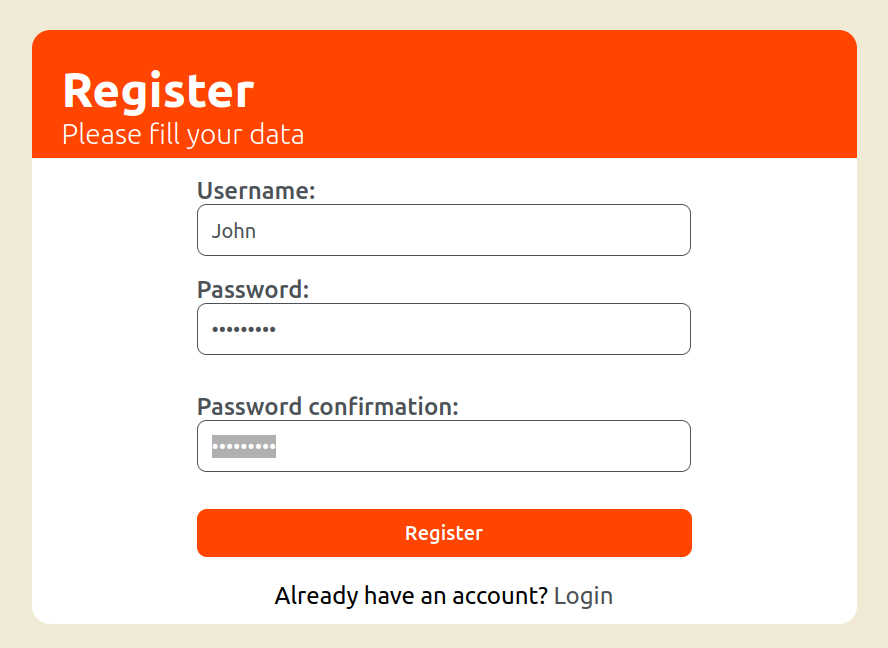 Register
Please fill your data
Username:
John
Password:
•••••••••
Password confirmation:
•••••••••
Register
Already have an account? Login